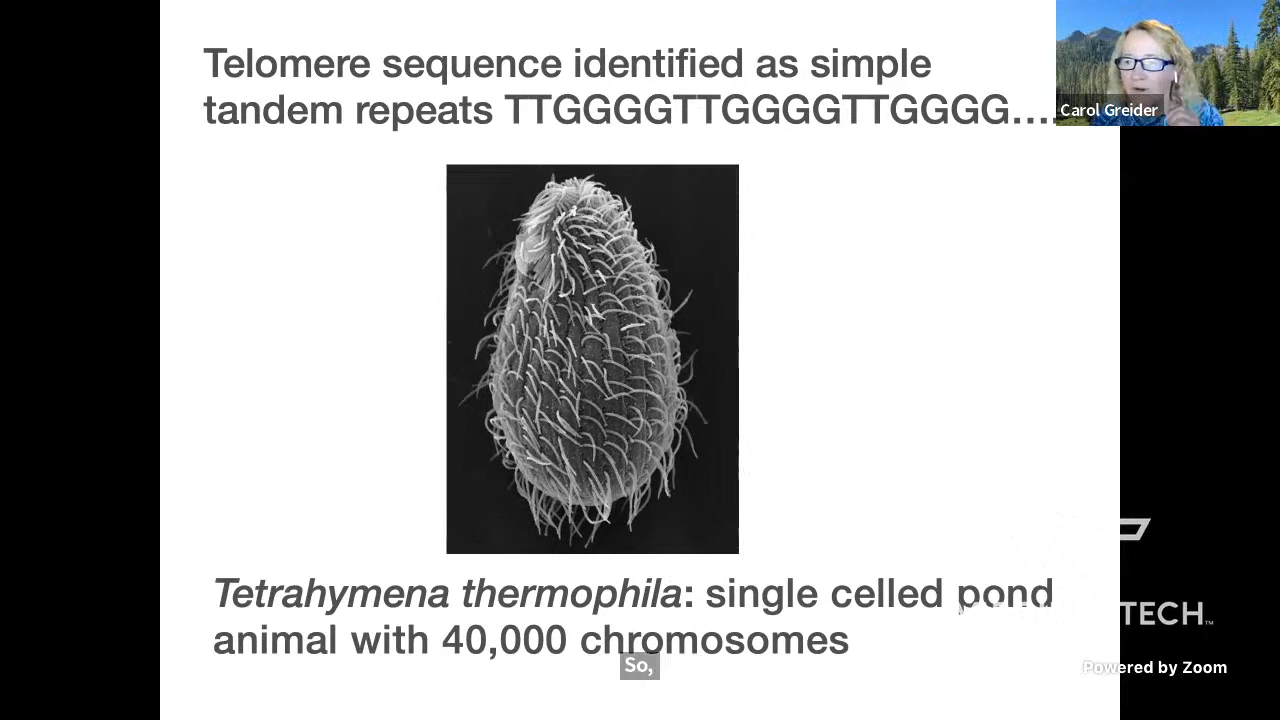 Telomere sequence identified as simple
tandem repeats TTGGGGTTGGGGTTGGGG....
Carol Greider
Tetrahymena thermophila: single celled pond
animal with 40,000 chromosomes
So,
TECH™
Powered by Zoom